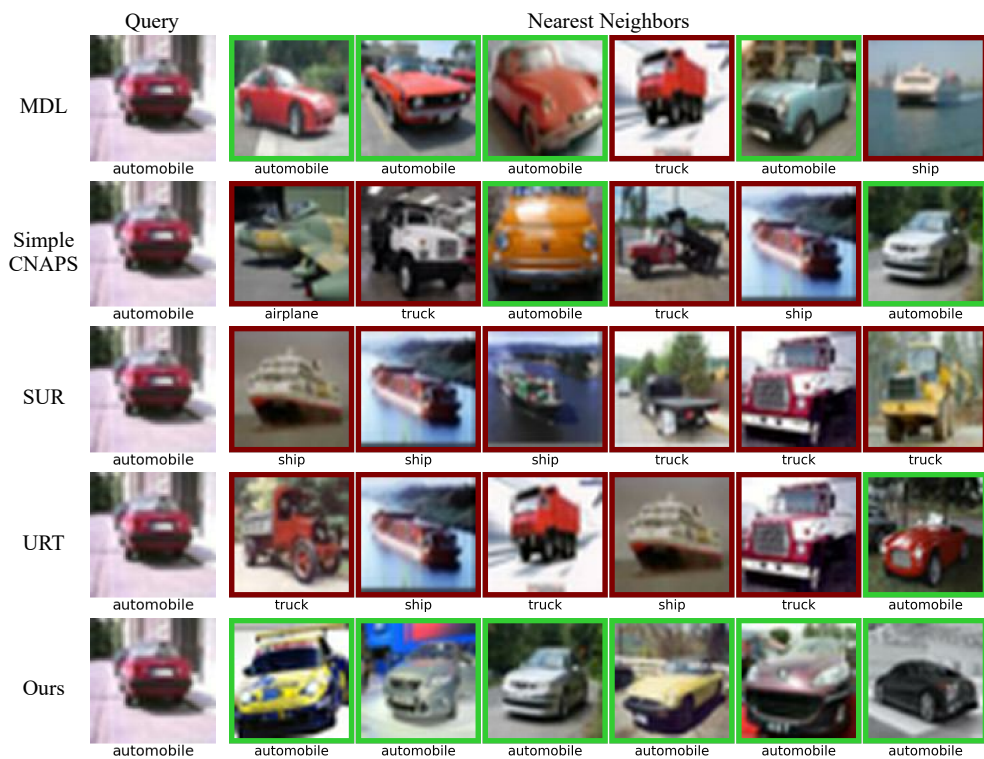 Query Nearest Neighbors
MDL
automobile automobile automobile automobile truck automobile ship
Simple
CNAPS
automobile airplane truck automobile truck ship automobile
SUR
automobile ship ship ship truck truck truck
URT
automobile truck ship truck ship truck automobile
Ours
automobile automobile automobile automobile automobile automobile automobile